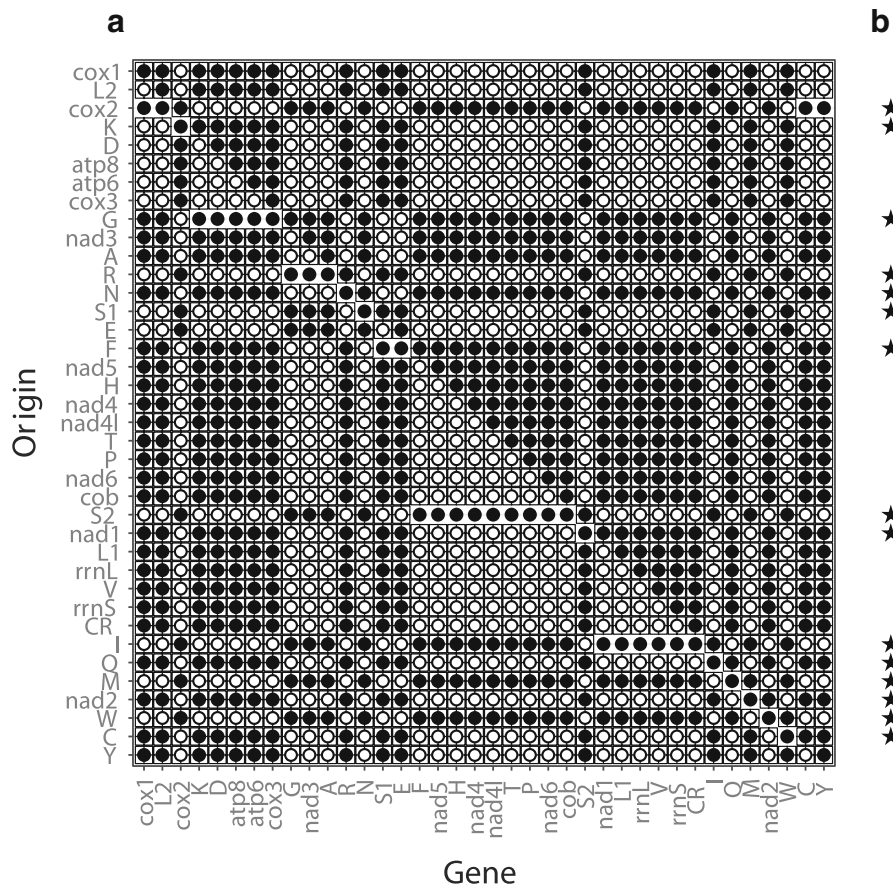 a
b
cox1
L2
cox2
K
D
atp8
atp6
cox3
G
nad3
A
R
N
S1
E
F
nad5
H
nad4
nad4l
T
P
nad6
cob
S2
nad1
L1
rrnL
V
rrnS
CR
I
Q
M
nad2
W
C
Y
Origin
cox1
L2
cox2
K
D
atp8
atp6
cox3
G
nad3
A
R
N
S1
E
F
nad5
H
nad4
nad4l
T
P
nad6
cob
S2
nad1
L1
rrnL
V
rrnS
CR
I
Q
M
nad2
W
C
Y
Gene